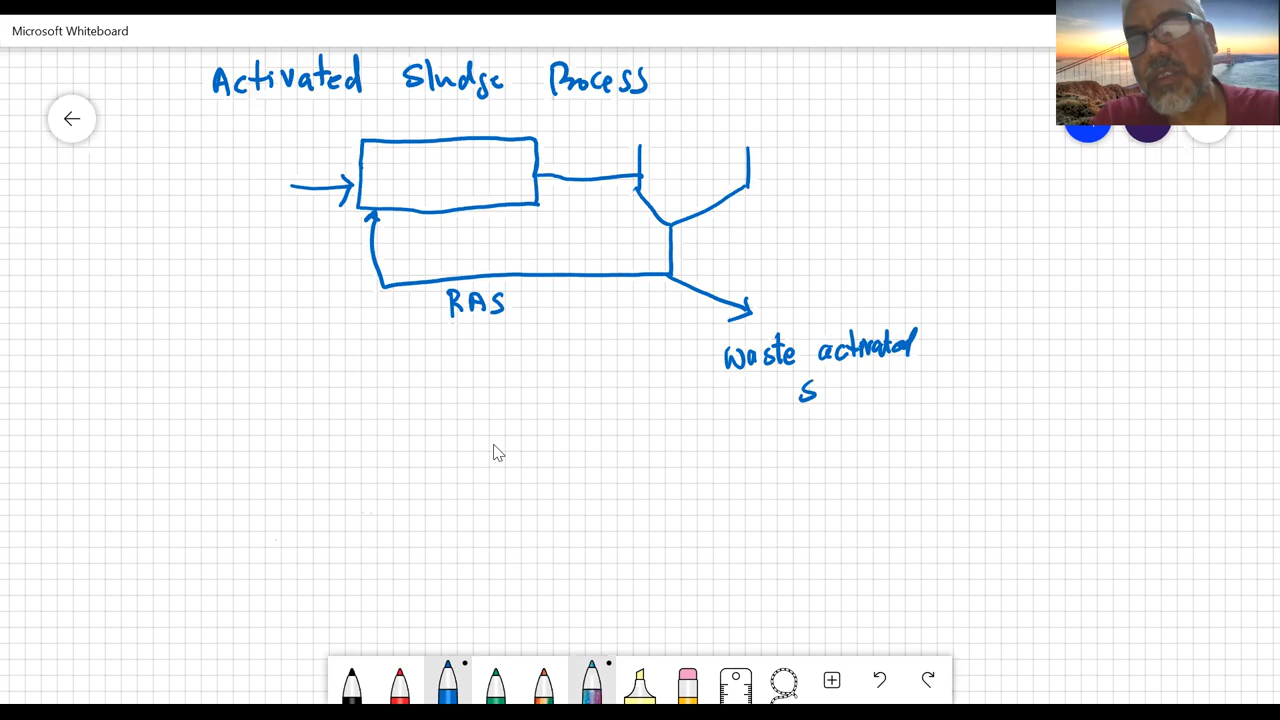 Microsoft Whiteboard
Activated Sludge Process
RAS
Waste activated
S